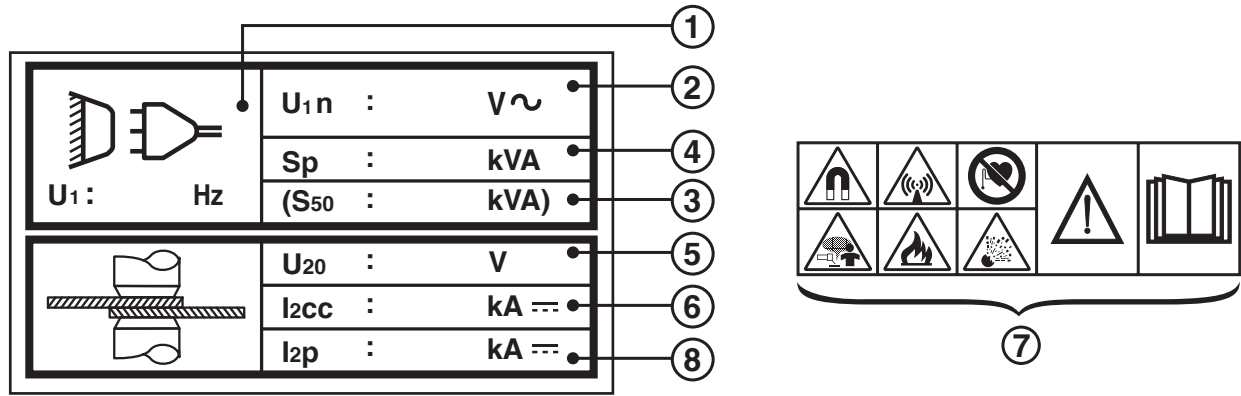 1
U1n : V~ 2
Sp : kVA 4
U1: Hz (S50 : kVA) 3
U20 : V 5
I2cc : kA ⎓ 6
I2p : kA ⎓ 8
7